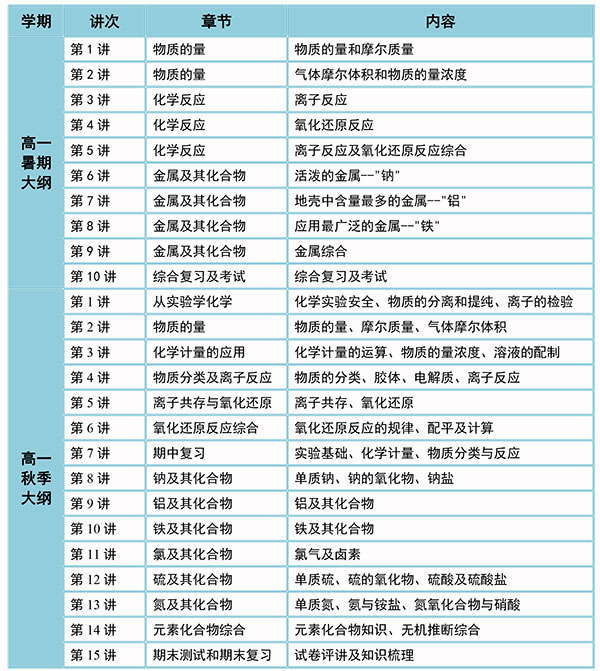 学期 讲次 章节 内容
高一
暑期
大纲
第 1 讲 物质的量 物质的量和摩尔质量
第 2 讲 物质的量 气体摩尔体积和物质的量浓度
第 3 讲 化学反应 离子反应
第 4 讲 化学反应 氧化还原反应
第 5 讲 化学反应 离子反应及氧化还原反应综合
第 6 讲 金属及其化合物 活泼的金属--"钠"
第 7 讲 金属及其化合物 地壳中含量最多的金属--"铝"
第 8 讲 金属及其化合物 应用最广泛的金属--"铁"
第 9 讲 金属及其化合物 金属综合
第 10 讲 综合复习及考试 综合复习及考试
高一
秋季
大纲
第 1 讲 从实验学化学 化学实验安全、物质的分离和提纯、离子的检验
第 2 讲 物质的量 物质的量、摩尔质量、气体摩尔体积
第 3 讲 化学计量的应用 化学计量的运算、物质的量浓度、溶液的配制
第 4 讲 物质分类及离子反应 物质的分类、胶体、电解质、离子反应
第 5 讲 离子共存与氧化还原 离子共存、氧化还原
第 6 讲 氧化还原反应综合 氧化还原反应的规律、配平及计算
第 7 讲 期中复习 实验基础、化学计量、物质分类与反应
第 8 讲 钠及其化合物 单质钠、钠的氧化物、钠盐
第 9 讲 铝及其化合物 铝及其化合物
第 10 讲 铁及其化合物 铁及其化合物
第 11 讲 氯及其化合物 氯气及卤素
第 12 讲 硫及其化合物 单质硫、硫的氧化物、硫酸及硫酸盐
第 13 讲 氮及其化合物 单质氮、氨与铵盐、氮氧化合物与硝酸
第 14 讲 元素化合物综合 元素化合物知识、无机推断综合
第 15 讲 期末测试和期末复习 试卷评讲及知识梳理